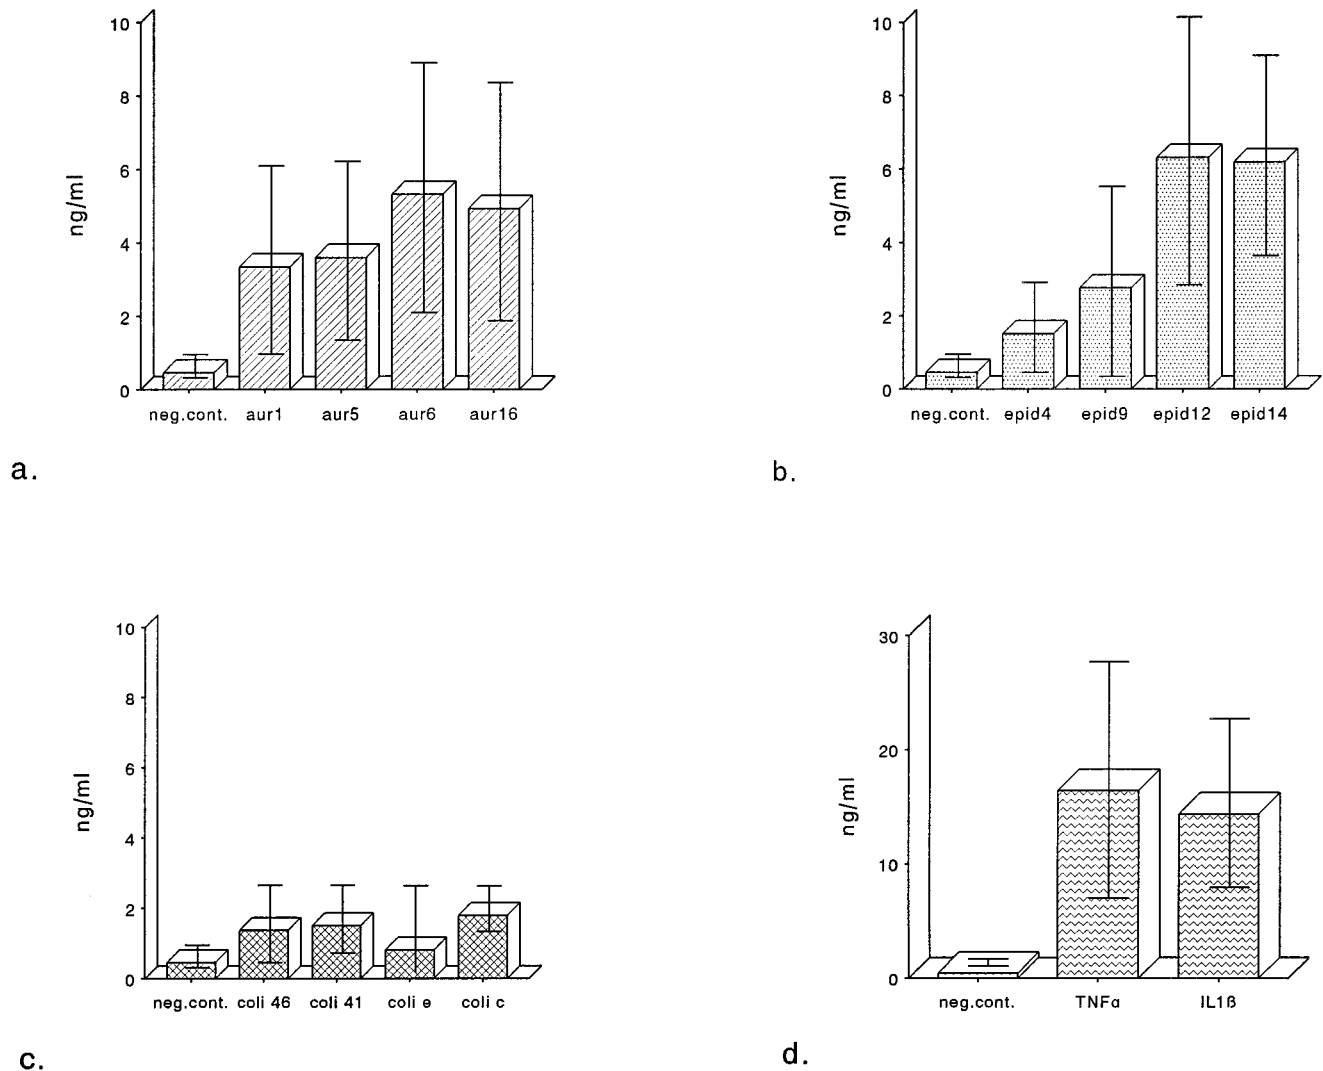 10
8
6
4
2
0
ng/ml
neg.cont. aur1 aur5 aur6 aur16
a.
10
8
6
4
2
0
ng/ml
neg.cont. epid4 epid9 epid12 epid14
b.
10
8
6
4
2
0
ng/ml
neg.cont. coli 46 coli 41 coli e coli c
c.
30
20
10
0
ng/ml
neg.cont. TNFα IL1ß
d.